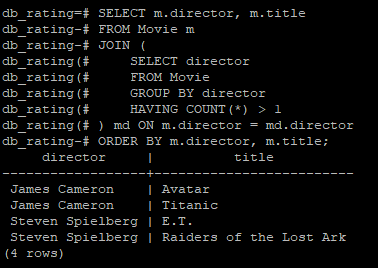 db_rating=# SELECT m.director, m.title
db_rating-# FROM Movie m
db_rating-# JOIN (
db_rating(#     SELECT director
db_rating(#     FROM Movie
db_rating(#     GROUP BY director
db_rating(#     HAVING COUNT(*) > 1
db_rating(# ) md ON m.director = md.director
db_rating-# ORDER BY m.director, m.title;
     director     |          title
------------------+-------------------------
 James Cameron    | Avatar
 James Cameron    | Titanic
 Steven Spielberg | E.T.
 Steven Spielberg | Raiders of the Lost Ark
(4 rows)